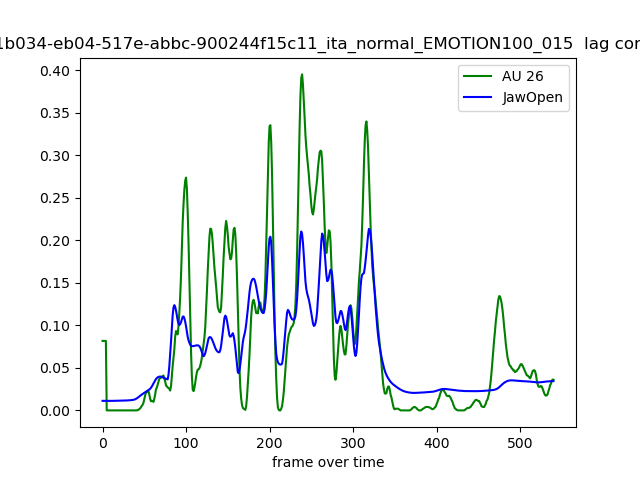 1b034-eb04-517e-abbc-900244f15c11_ita_normal_EMOTION100_015 lag cor
AU 26
JawOpen
0.40
0.35
0.30
0.25
0.20
0.15
0.10
0.05
0.00
0 100 200 300 400 500
frame over time